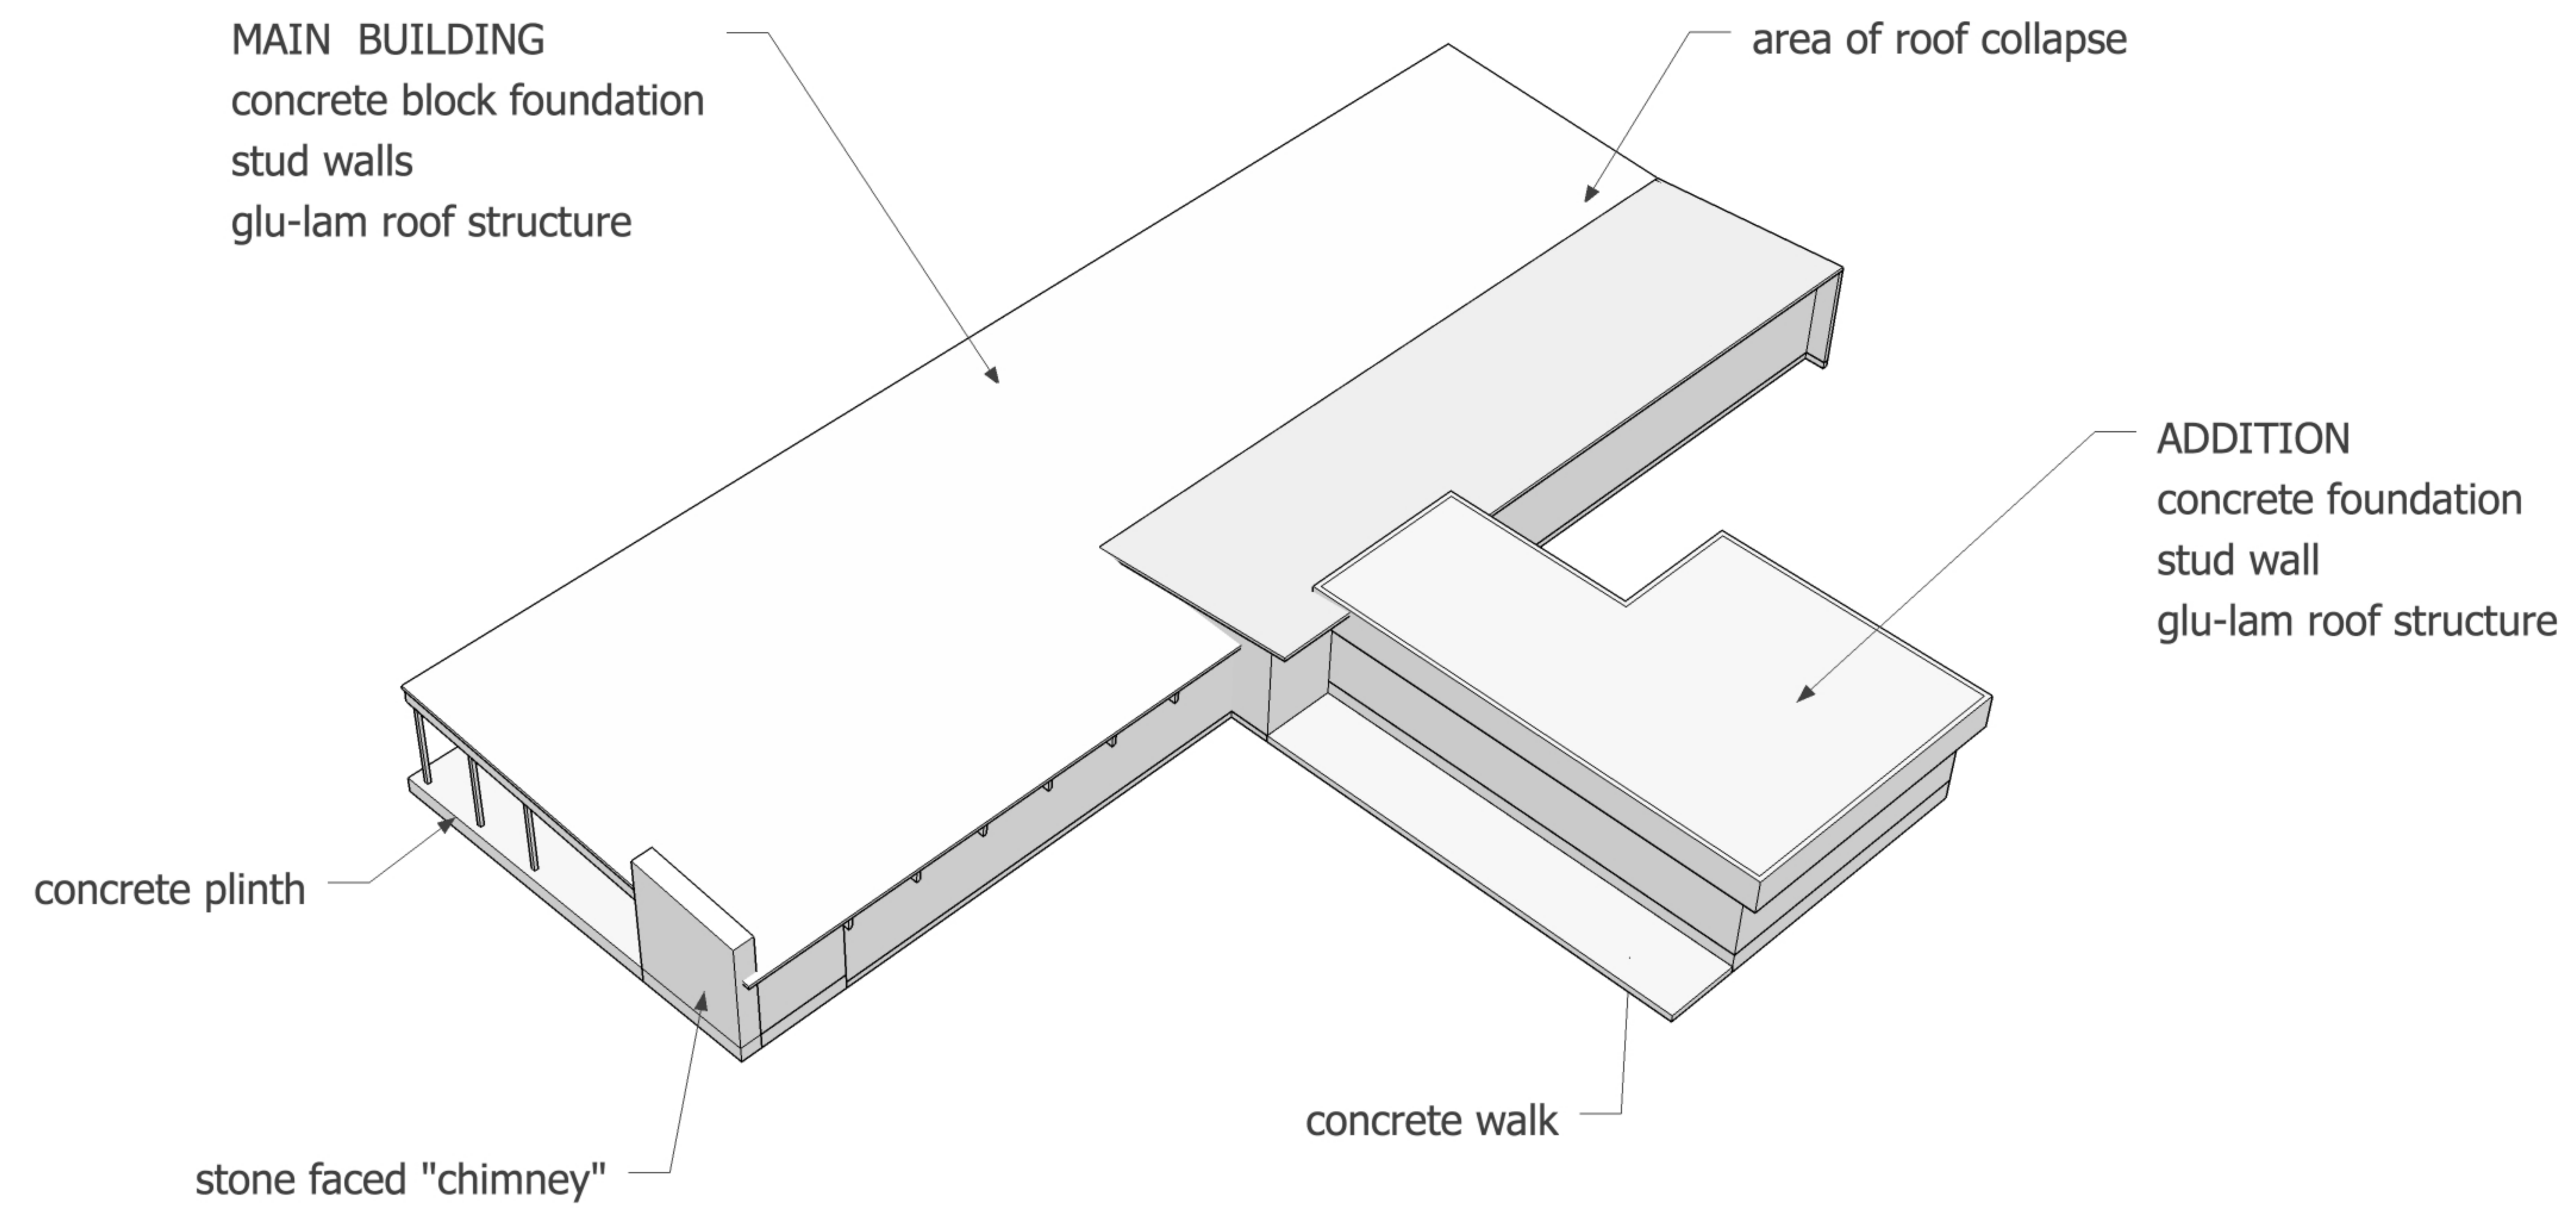 MAIN BUILDING
concrete block foundation
stud walls
glu-lam roof structure
area of roof collapse
ADDITION
concrete foundation
stud wall
glu-lam roof structure
concrete plinth
concrete walk
stone faced "chimney"